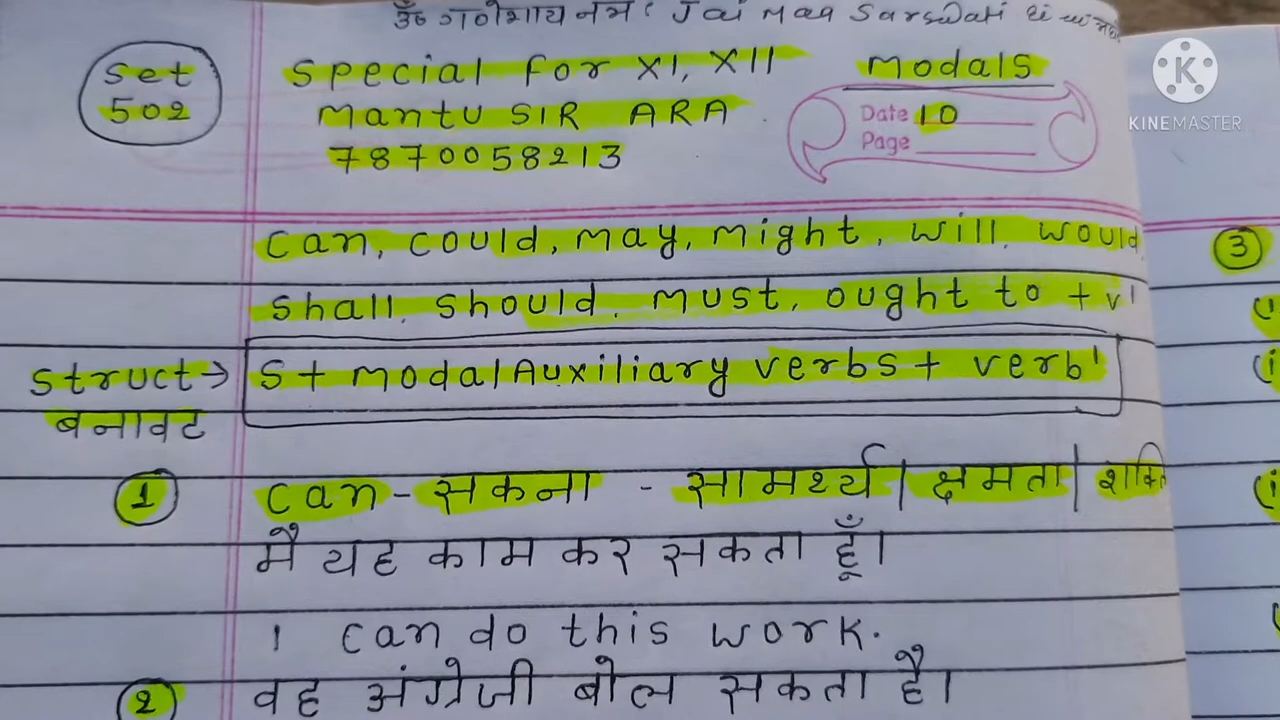 ॐ गणेशाय नमः Jai Maa Sarswati
Set
502
Special for XI, XII
Mantu SIR ARA
7870058213
Modals
Date 10
Page
KINEMASTER
Can, could, may, might, will, would,
Shall, should, must, ought to + v¹
Struct → S + modal Auxiliary verbs + verb¹
बनावट
1 Can - सकना - सामर्थ्य | क्षमता | शक्ति
मै यह काम कर सकता हूँ।
I can do this work.
2 वह अंग्रेजी बोल सकता है।
3